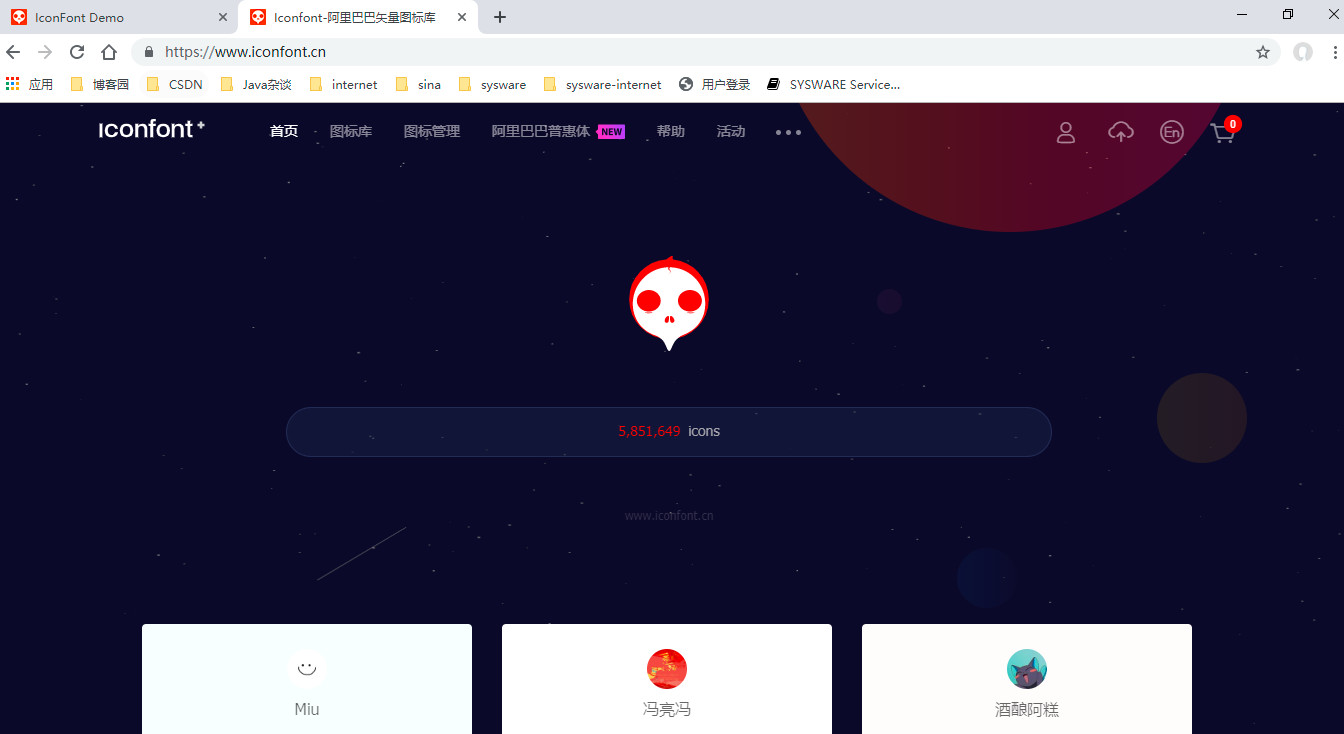 IconFont Demo
Iconfont-阿里巴巴矢量图标库
https://www.iconfont.cn
应用 博客园 CSDN Java杂谈 internet sina sysware sysware-internet 用户登录 SYSWARE Service...
iconfont+ 首页 图标库 图标管理 阿里巴巴普惠体 NEW 帮助 活动 En 0
5,851,649 icons
www.iconfont.cn
Miu 冯亮冯 酒酿阿糕